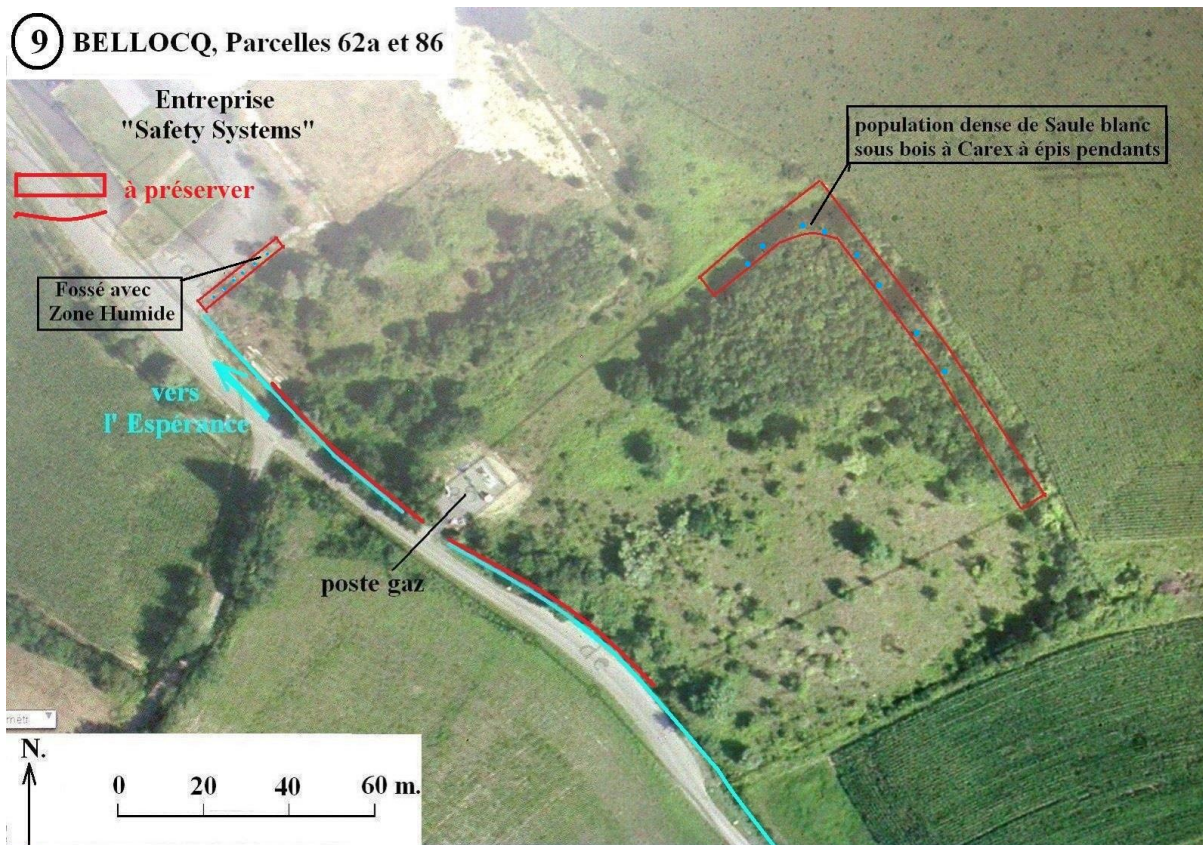 9 BELLOCQ, Parcelles 62a et 86
Entreprise
"Safety Systems"
à préserver
population dense de Saule blanc
sous bois à Carex à épis pendants
Fossé avec
Zone Humide
vers
l' Espérance
poste gaz
de
N.
0 20 40 60 m.